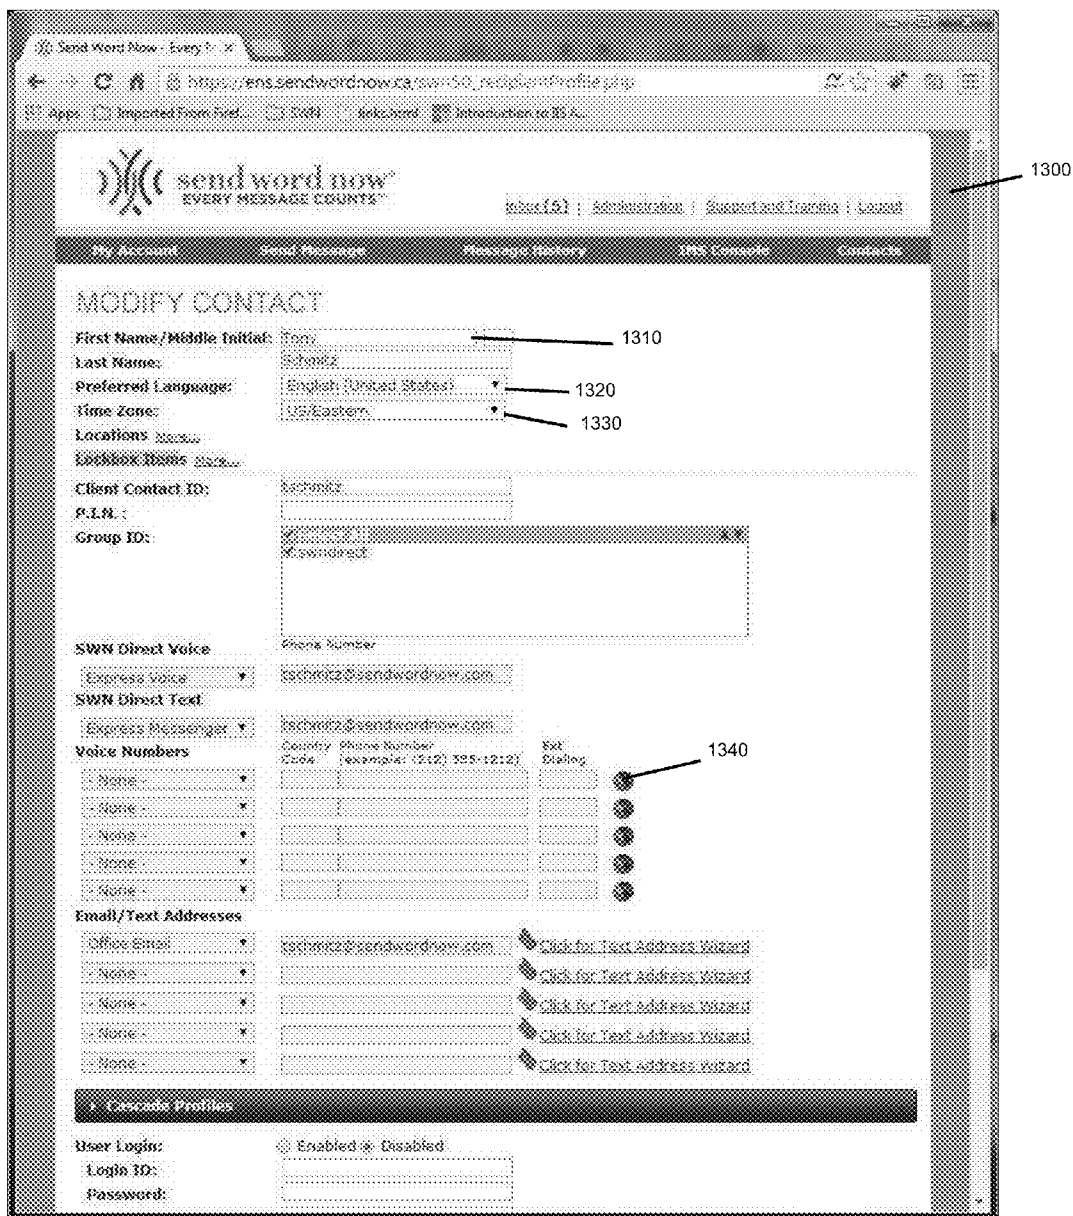 Send Word Now - Every
https://ens.sendwordnow.ca/swn50_recipientProfile.php
Apps Imported From Firef... SWN links.html Introduction to IIS A...
send word now
EVERY MESSAGE COUNTS
1300
Inbox (5) | Administration | Support and Training | Logout
My Account Send Message Message History IMS Console Contacts
MODIFY CONTACT
First Name/Middle Initial: Tony
1310
Last Name: Schmitz
Preferred Language: English (United States)
1320
Time Zone: US/Eastern
1330
Locations More...
Lockbox Items More...
Client Contact ID: tschmitz
P.I.N. :
Group ID:
swndirect
SWN Direct Voice Phone Number
Express Voice tschmitz@sendwordnow.com
SWN Direct Text
Express Messenger tschmitz@sendwordnow.com
Voice Numbers Country Code Phone Number (example: (212) 555-1212) Ext Dialing
1340
- None -
- None -
- None -
- None -
- None -
Email/Text Addresses
Office Email tschmitz@sendwordnow.com Click for Text Address Wizard
- None - Click for Text Address Wizard
- None - Click for Text Address Wizard
- None - Click for Text Address Wizard
- None - Click for Text Address Wizard
Cascade Profiles
User Login: Enabled Disabled
Login ID:
Password: